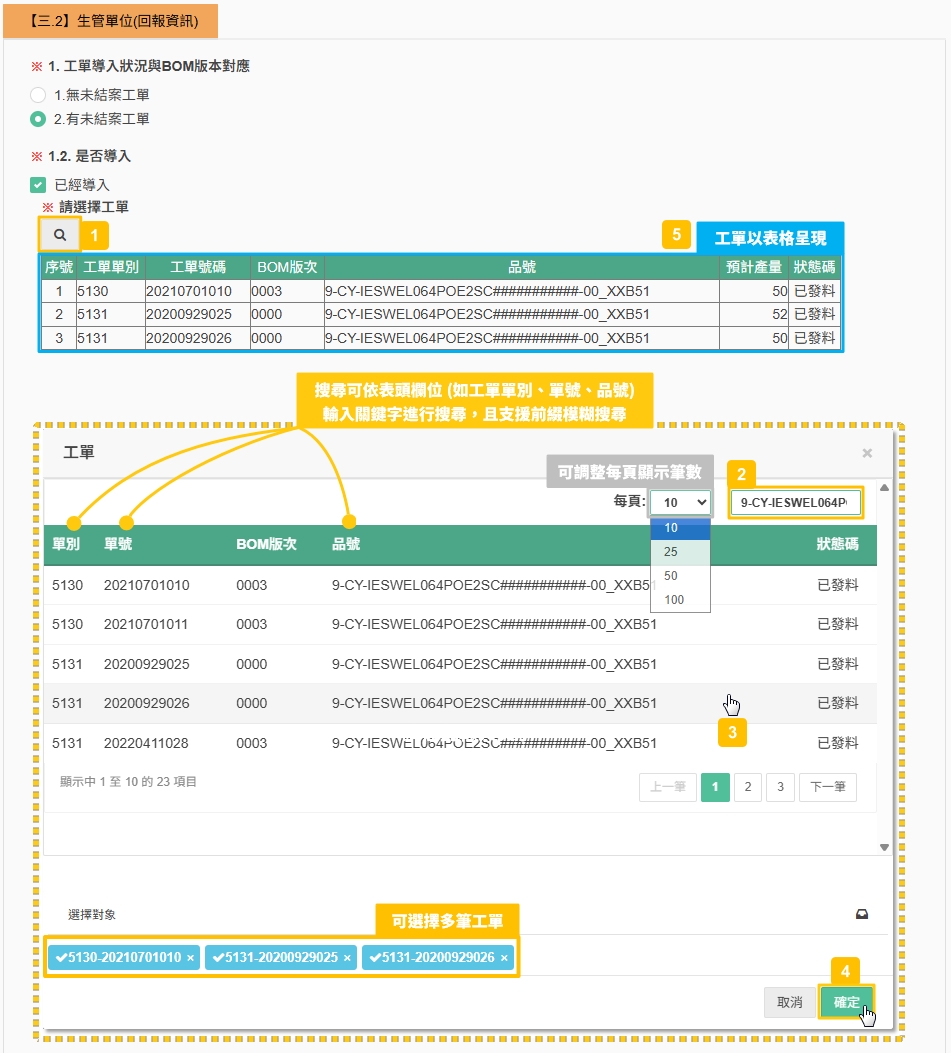 【三.2】生管單位(回報資訊)
※ 1. 工單導入狀況與BOM版本對應
1.無未結案工單
2.有未結案工單
※ 1.2. 是否導入
已經導入
※ 請選擇工單
1
5 工單以表格呈現
序號 工單單別 工單號碼 BOM版次 品號 預計產量 狀態碼
1 5130 20210701010 0003 9-CY-IESWEL064POE2SC###########-00_XXB51 50 已發料
2 5131 20200929025 0000 9-CY-IESWEL064POE2SC###########-00_XXB51 52 已發料
3 5131 20200929026 0000 9-CY-IESWEL064POE2SC###########-00_XXB51 50 已發料
搜尋可依表頭欄位 (如工單單別、單號、品號)
輸入關鍵字進行搜尋，且支援前綴模糊搜尋
工單 ×
可調整每頁顯示筆數 2
每頁: 10 9-CY-IESWEL064P
10
25
50
100
單別 單號 BOM版次 品號 狀態碼
5130 20210701010 0003 9-CY-IESWEL064POE2SC###########-00_XXB5 已發料
5130 20210701011 0003 9-CY-IESWEL064POE2SC###########-00_XXB51 已發料
5131 20200929025 0000 9-CY-IESWEL064POE2SC###########-00_XXB51 已發料
5131 20200929026 0000 9-CY-IESWEL064POE2SC###########-00_XXB51 已發料
3
5131 20220411028 0003 9-CY-IESWEL064POE2SC###########-00_XXB51 已發料
顯示中 1 至 10 的 23 項目
上一筆 1 2 3 下一筆
選擇對象
可選擇多筆工單
5130-20210701010 × 5131-20200929025 × 5131-20200929026 ×
4
取消 確定